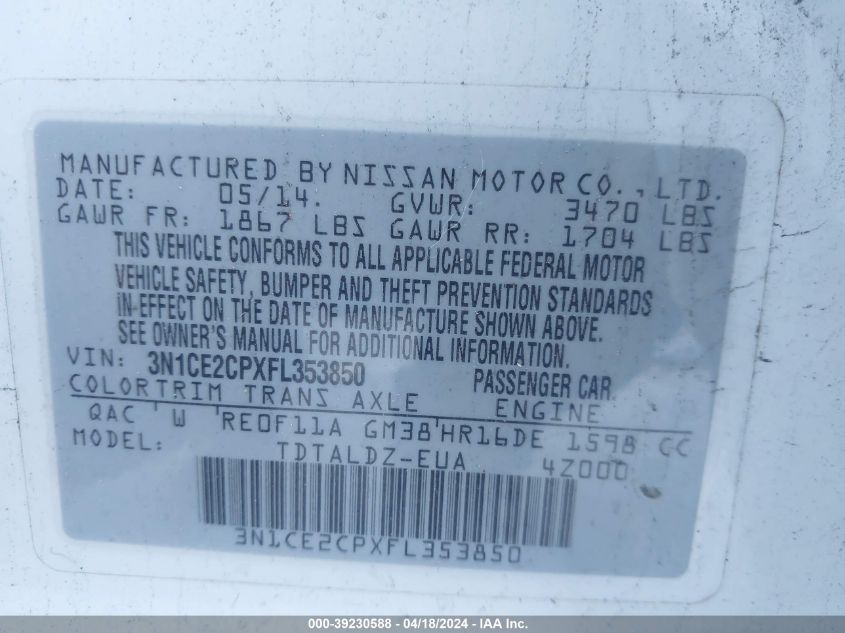 MANUFACTURED BY NISSAN MOTOR CO., LTD.
DATE: 05/14. GVWR: 3470 LBS
GAWR FR: 1867 LBS GAWR RR: 1704 LBS
THIS VEHICLE CONFORMS TO ALL APPLICABLE FEDERAL MOTOR
VEHICLE SAFETY, BUMPER AND THEFT PREVENTION STANDARDS
IN EFFECT ON THE DATE OF MANUFACTURE SHOWN ABOVE.
SEE OWNER'S MANUAL FOR ADDITIONAL INFORMATION.
VIN: 3N1CE2CPXFL353850 PASSENGER CAR
COLOR TRIM TRANS AXLE ENGINE
QAC W RE0F11A GM38 HR16DE 1598 CC
MODEL: TDTALDZ-EUA 4Z000
3N1CE2CPXFL353850
000-39230588 - 04/18/2024 - IAA Inc.